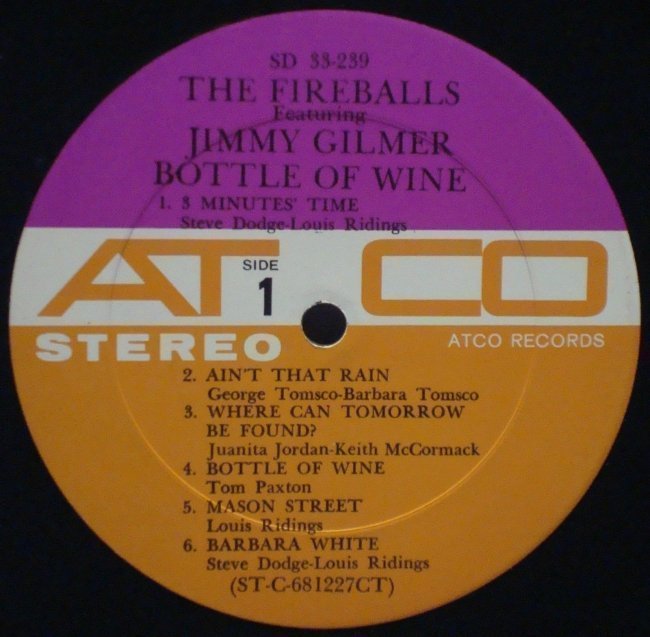 SD 33-239
THE FIREBALLS
Featuring
JIMMY GILMER
BOTTLE OF WINE
1. 3 MINUTES' TIME
Steve Dodge-Louis Ridings
ATCO
SIDE
1
STEREO
ATCO RECORDS
2. AIN'T THAT RAIN
George Tomsco-Barbara Tomsco
3. WHERE CAN TOMORROW
BE FOUND?
Juanita Jordan-Keith McCormack
4. BOTTLE OF WINE
Tom Paxton
5. MASON STREET
Louis Ridings
6. BARBARA WHITE
Steve Dodge-Louis Ridings
(ST-C-681227CT)